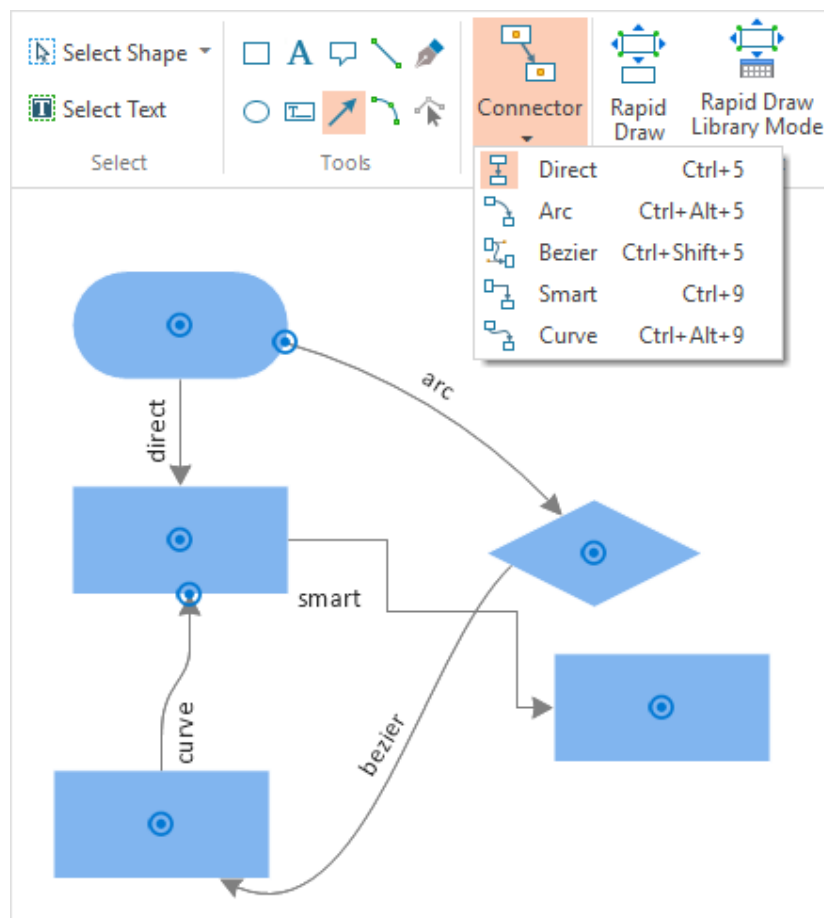 Select Shape
Select Text
Select
A
T
Tools
Connector
Rapid
Draw
Rapid Draw
Library Mode
Direct Ctrl+5
Arc Ctrl+Alt+5
Bezier Ctrl+Shift+5
Smart Ctrl+9
Curve Ctrl+Alt+9
arc
direct
smart
curve
bezier